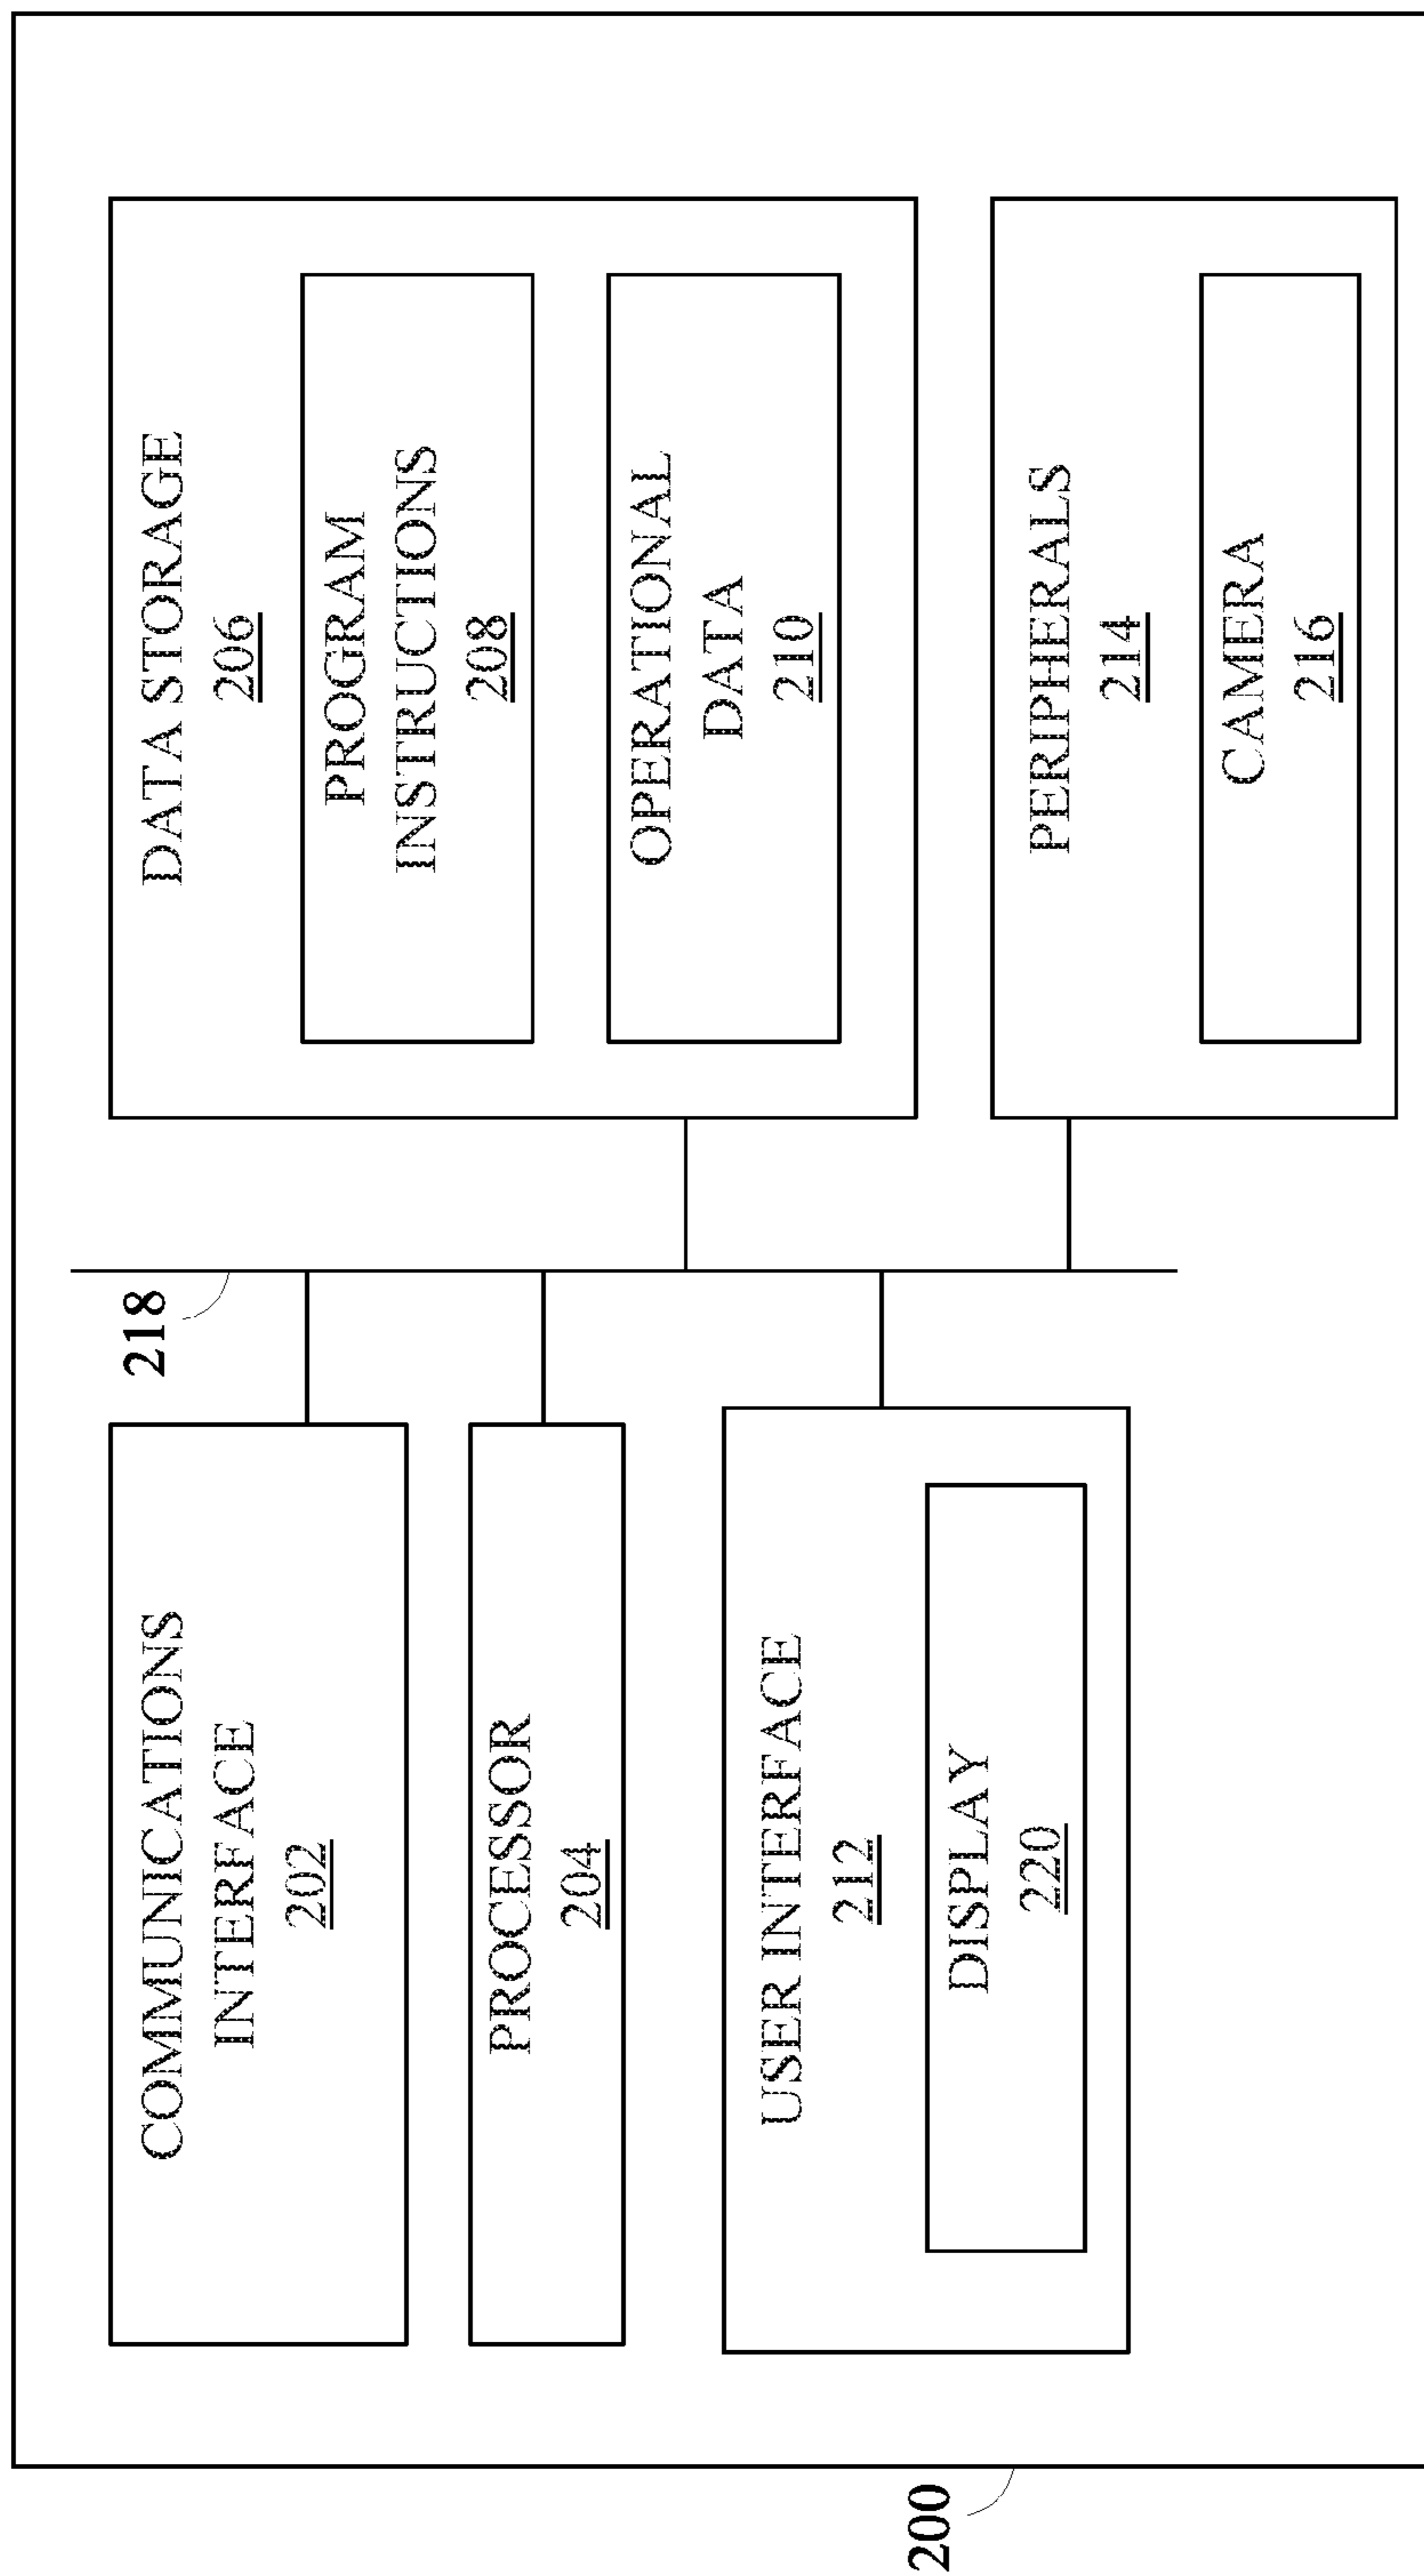 COMMUNICATIONS
INTERFACE
202
PROCESSOR
204
USER INTERFACE
212
DISPLAY
220
218
DATA STORAGE
206
PROGRAM
INSTRUCTIONS
208
OPERATIONAL
DATA
210
PERIPHERALS
214
CAMERA
216
200